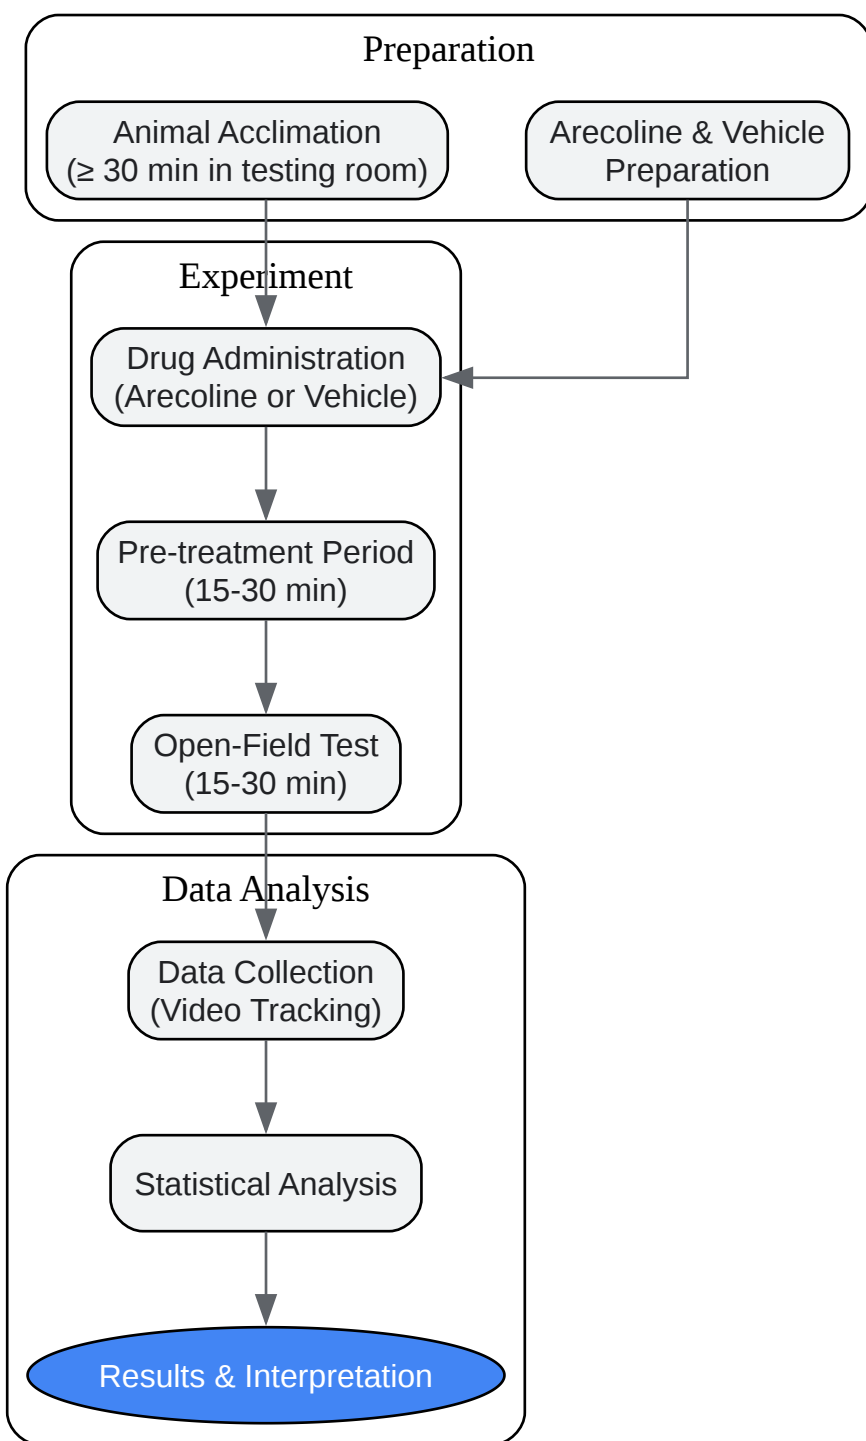 Preparation
Animal Acclimation
(≥ 30 min in testing room)
Arecoline & Vehicle
Preparation
Experiment
Drug Administration
(Arecoline or Vehicle)
Pre-treatment Period
(15-30 min)
Open-Field Test
(15-30 min)
Data Analysis
Data Collection
(Video Tracking)
Statistical Analysis
Results & Interpretation